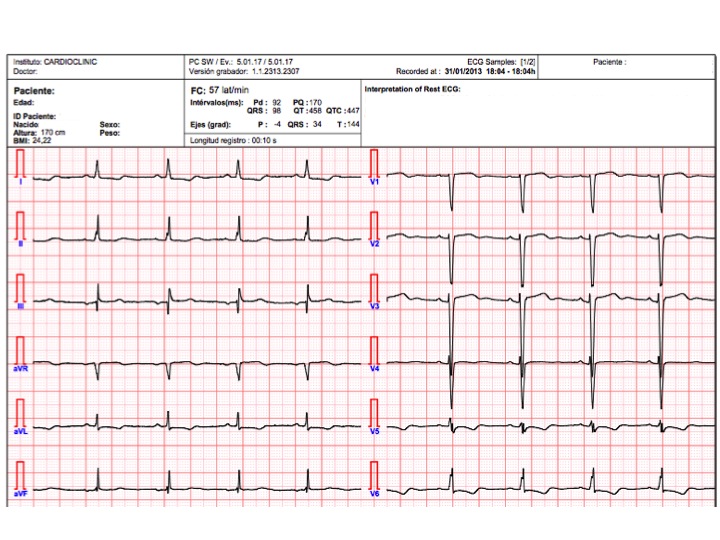 Instituto: CARDIOCLINIC
Doctor:
PC SW / Ev.: 5.01.17 / 5.01.17
Versión grabador: 1.1.2313.2307
ECG Samples: [1/2]
Recorded at : 31/01/2013 18:04 - 18:04h
Paciente :
Paciente:
Edad:
ID Paciente:
Nacido
Sexo:
Altura: 170 cm
Peso:
BMI: 24,22
FC: 57 lat/min
Intérvalos(ms): Pd : 92 PQ :170
QRS : 98 QT :458 QTC :447
Ejes (grad): P : -4 QRS : 34 T :144
Longitud registro : 00:10 s
Interpretation of Rest ECG:
I
V1
II
V2
III
V3
aVR
V4
aVL
V5
aVF
V6